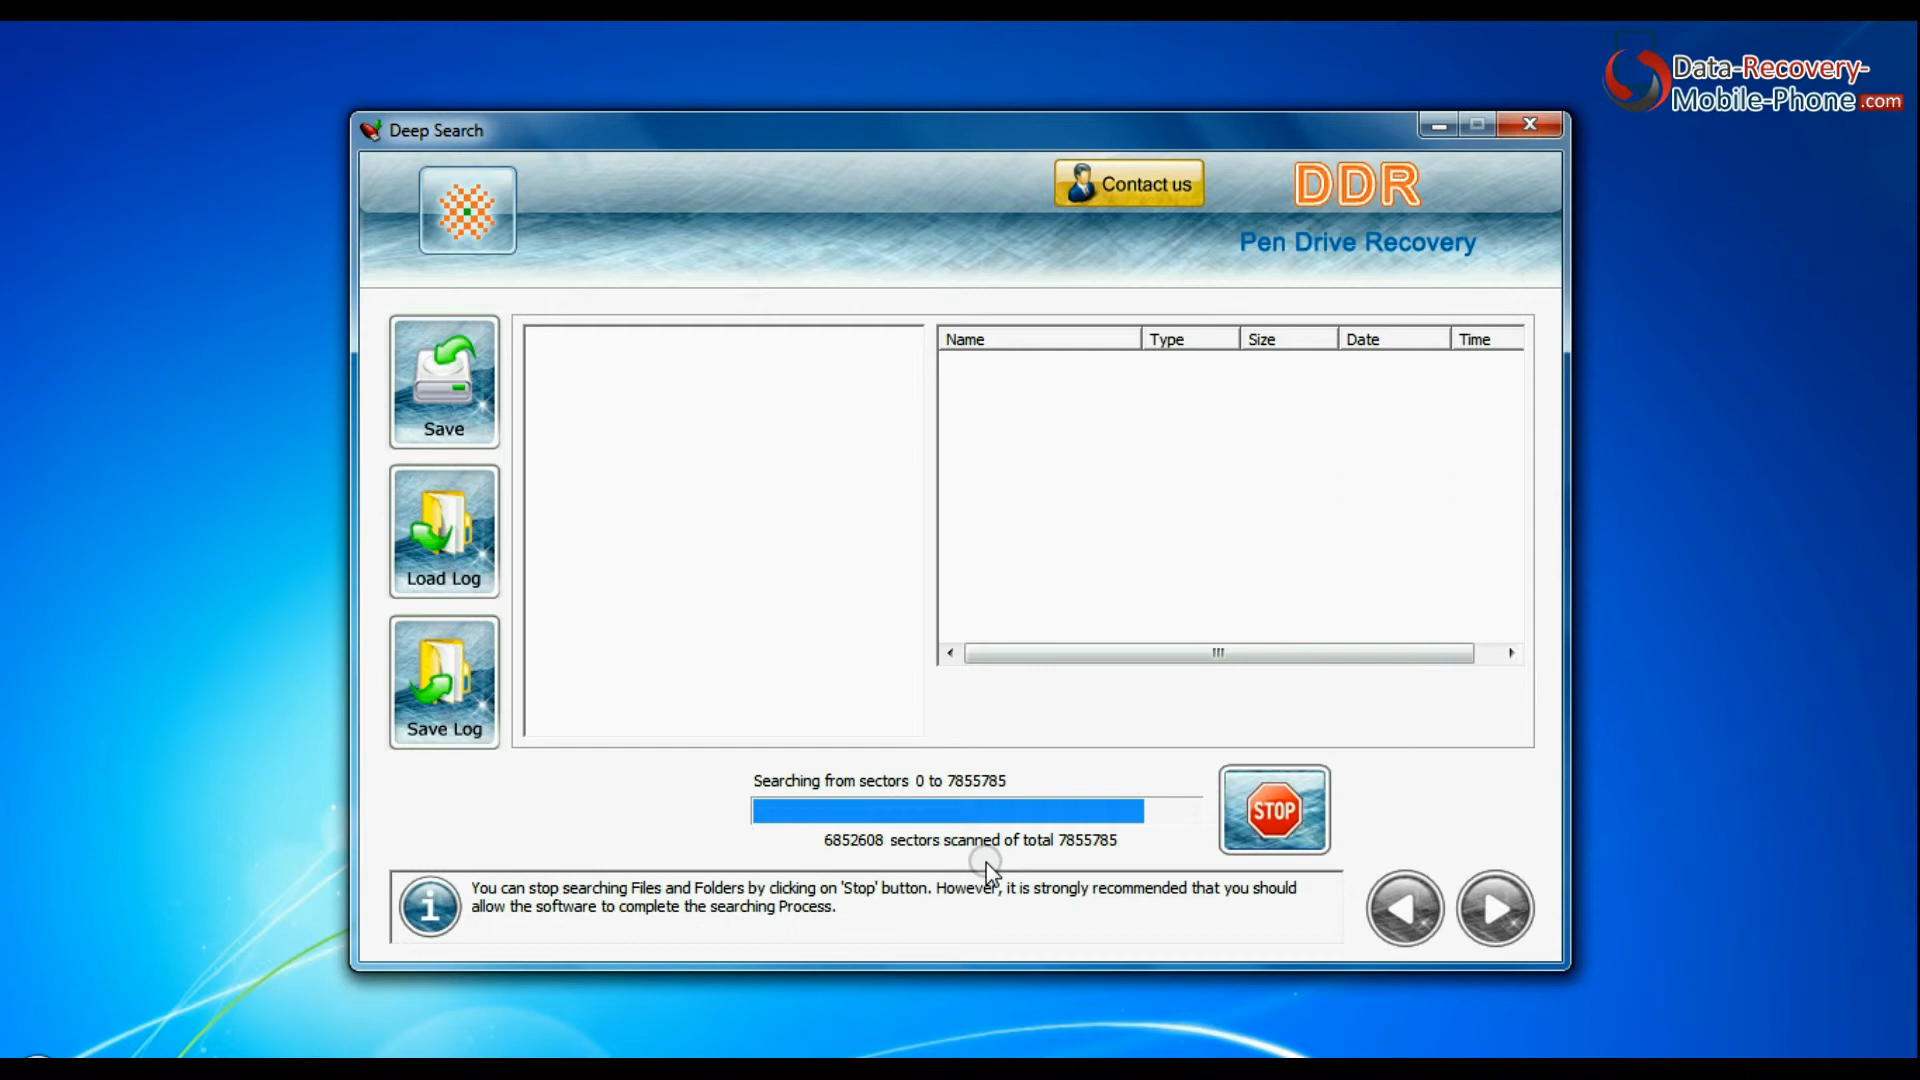 Data-Recovery-
Mobile-Phone.com
Deep Search
Contact us
DDR
Pen Drive Recovery
Save
Load Log
Save Log
Name Type Size Date Time
Searching from sectors 0 to 7855785
6852608 sectors scanned of total 7855785
STOP
You can stop searching Files and Folders by clicking on 'Stop' button. However, it is strongly recommended that you should
allow the software to complete the searching Process.